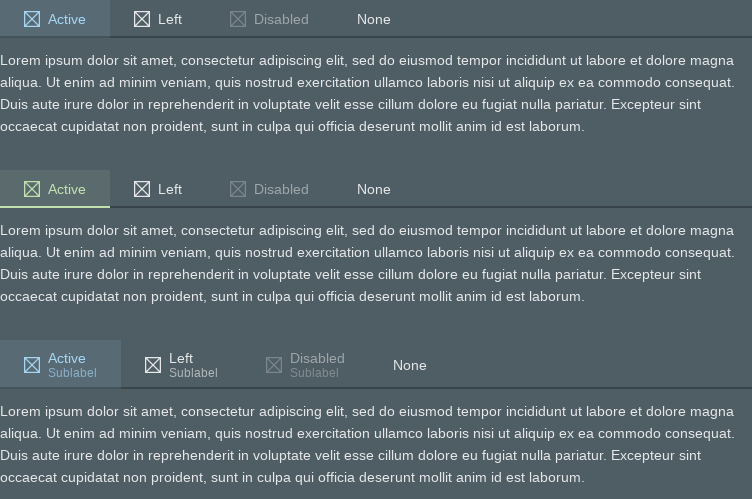 Active Left Disabled None
Lorem ipsum dolor sit amet, consectetur adipiscing elit, sed do eiusmod tempor incididunt ut labore et dolore magna
aliqua. Ut enim ad minim veniam, quis nostrud exercitation ullamco laboris nisi ut aliquip ex ea commodo consequat.
Duis aute irure dolor in reprehenderit in voluptate velit esse cillum dolore eu fugiat nulla pariatur. Excepteur sint
occaecat cupidatat non proident, sunt in culpa qui officia deserunt mollit anim id est laborum.
Active Left Disabled None
Lorem ipsum dolor sit amet, consectetur adipiscing elit, sed do eiusmod tempor incididunt ut labore et dolore magna
aliqua. Ut enim ad minim veniam, quis nostrud exercitation ullamco laboris nisi ut aliquip ex ea commodo consequat.
Duis aute irure dolor in reprehenderit in voluptate velit esse cillum dolore eu fugiat nulla pariatur. Excepteur sint
occaecat cupidatat non proident, sunt in culpa qui officia deserunt mollit anim id est laborum.
Active Left Disabled None
Sublabel Sublabel Sublabel
Lorem ipsum dolor sit amet, consectetur adipiscing elit, sed do eiusmod tempor incididunt ut labore et dolore magna
aliqua. Ut enim ad minim veniam, quis nostrud exercitation ullamco laboris nisi ut aliquip ex ea commodo consequat.
Duis aute irure dolor in reprehenderit in voluptate velit esse cillum dolore eu fugiat nulla pariatur. Excepteur sint
occaecat cupidatat non proident, sunt in culpa qui officia deserunt mollit anim id est laborum.